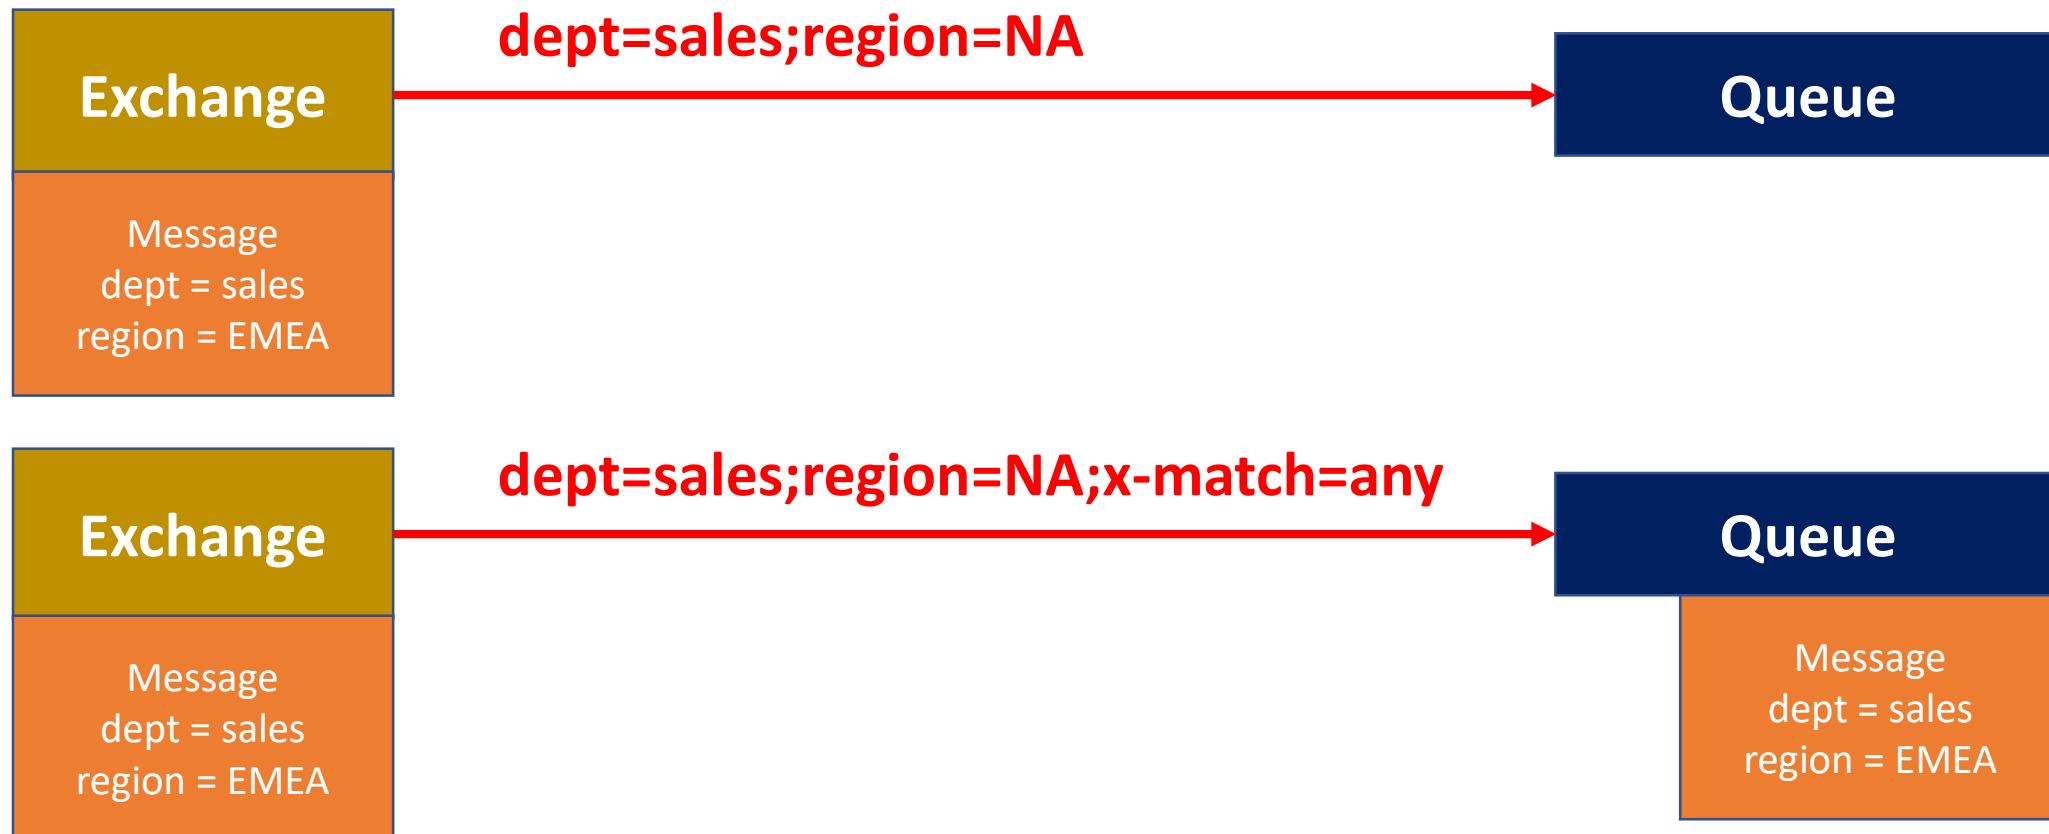 dept=sales;region=NA
Exchange
Queue
Message
dept = sales
region = EMEA
dept=sales;region=NA;x-match=any
Exchange
Queue
Message
dept = sales
region = EMEA
Message
dept = sales
region = EMEA